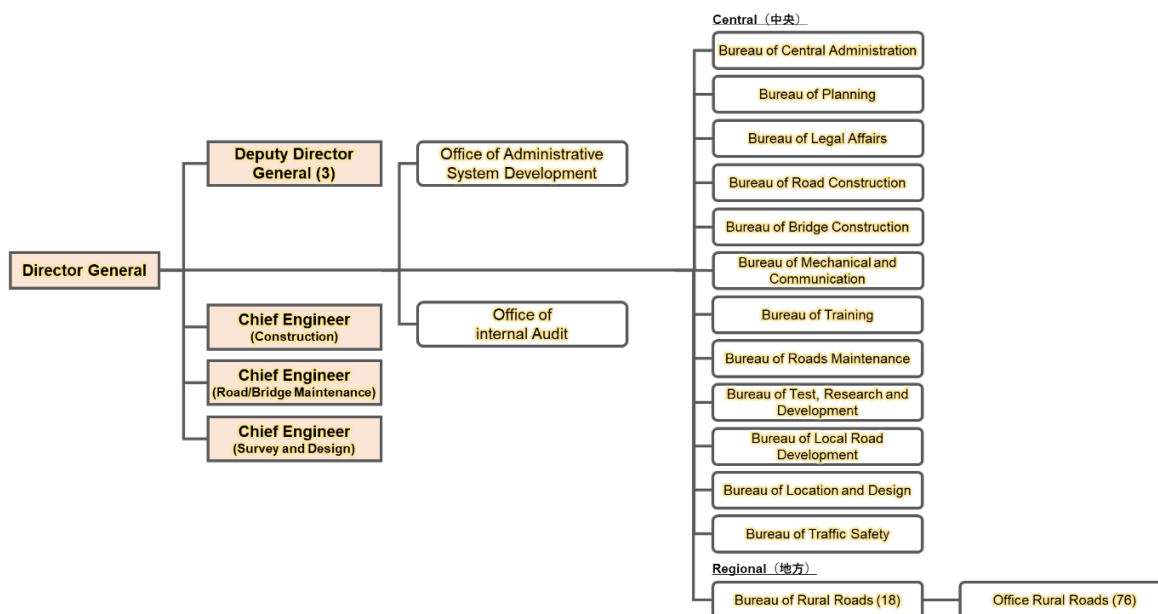 Director General
Deputy Director
General (3)
Chief Engineer
(Construction)
Chief Engineer
(Road/Bridge Maintenance)
Chief Engineer
(Survey and Design)
Office of Administrative
System Development
Office of
internal Audit
Central（中央）
Bureau of Central Administration
Bureau of Planning
Bureau of Legal Affairs
Bureau of Road Construction
Bureau of Bridge Construction
Bureau of Mechanical and
Communication
Bureau of Training
Bureau of Roads Maintenance
Bureau of Test, Research and
Development
Bureau of Local Road
Development
Bureau of Location and Design
Bureau of Traffic Safety
Regional（地方）
Bureau of Rural Roads (18)
Office Rural Roads (76)